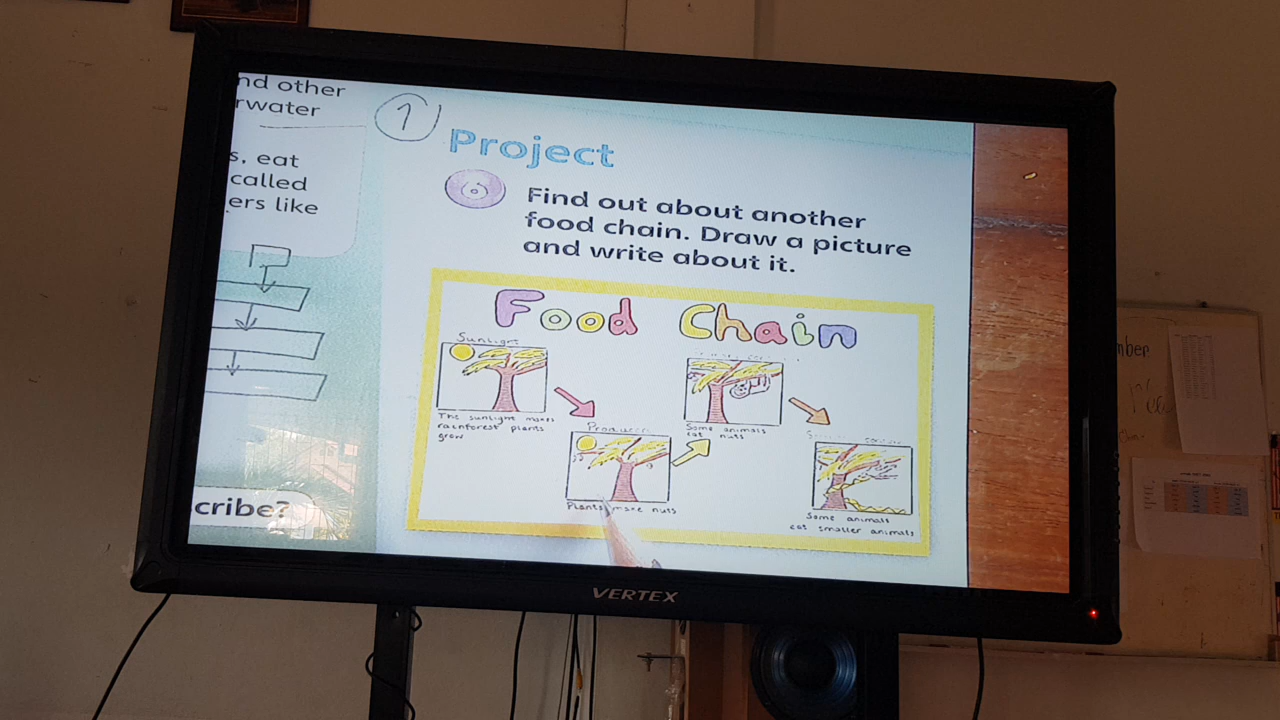 nd other
rwater
s, eat
called
ers like
cribe?
1
Project
6
Find out about another
food chain. Draw a picture
and write about it.
Food Chain
Sunlight
The sunlight makes
rainforest plants
grow
Producers
Plants make nuts
Some animals
eat nuts
Some animals
eat smaller animals
VERTEX
mber